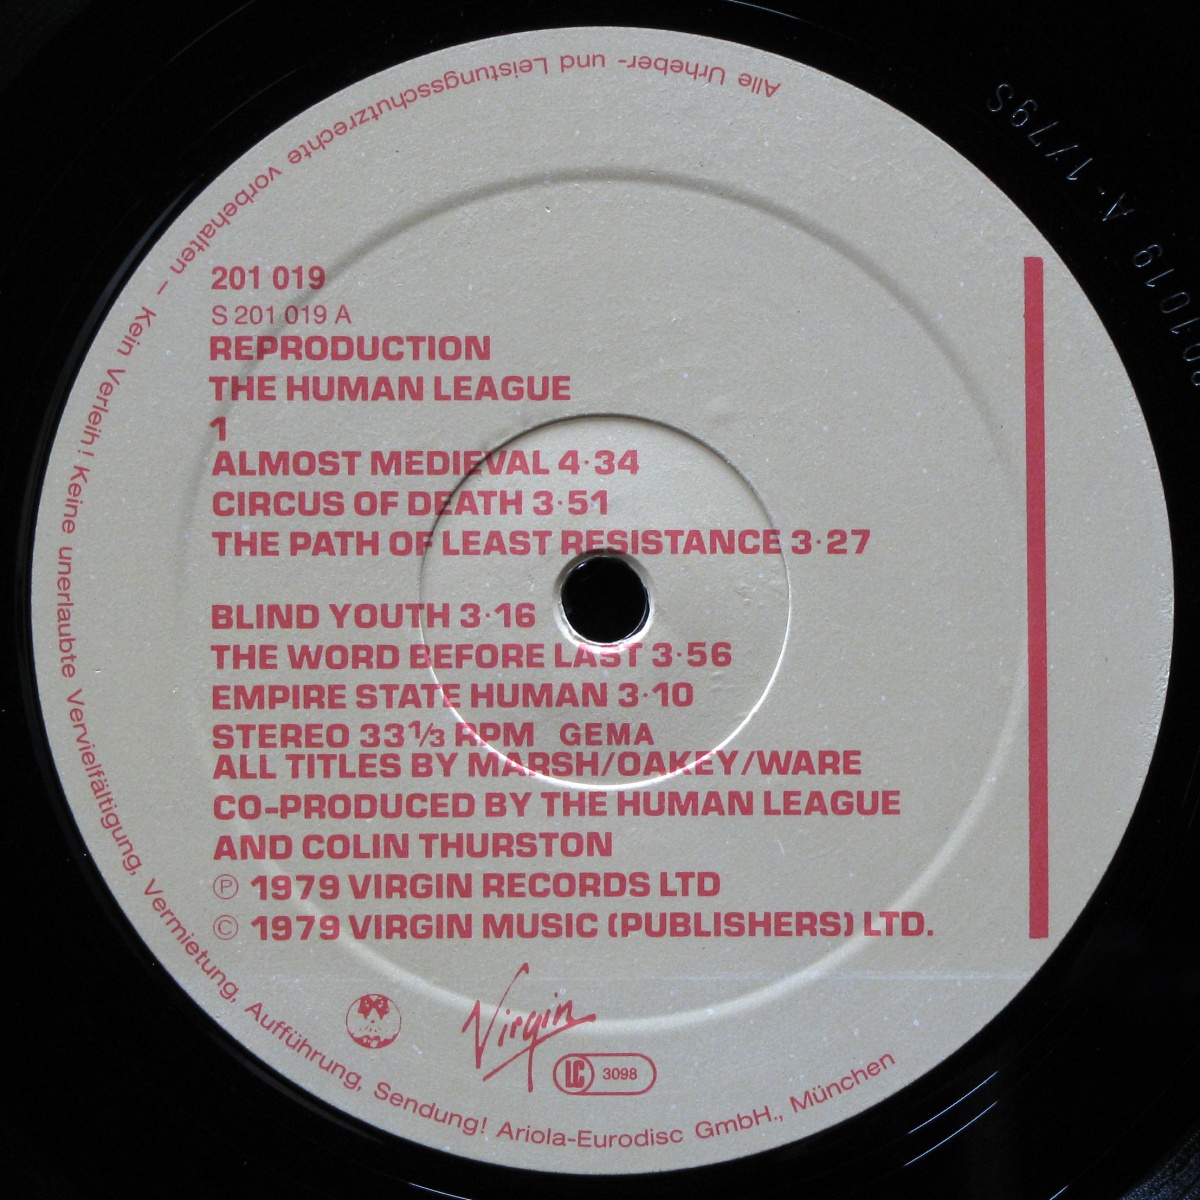 201 019
S 201 019 A
REPRODUCTION
THE HUMAN LEAGUE
1
ALMOST MEDIEVAL 4·34
CIRCUS OF DEATH 3·51
THE PATH OF LEAST RESISTANCE 3·27
BLIND YOUTH 3·16
THE WORD BEFORE LAST 3·56
EMPIRE STATE HUMAN 3·10
STEREO 33⅓ RPM GEMA
ALL TITLES BY MARSH/OAKEY/WARE
CO-PRODUCED BY THE HUMAN LEAGUE
AND COLIN THURSTON
Ⓟ 1979 VIRGIN RECORDS LTD
© 1979 VIRGIN MUSIC (PUBLISHERS) LTD.
Virgin
LC 3098
Alle Urheber- und Leistungsschutzrechte vorbehalten – Kein Verleih! Keine unerlaubte Vervielfältigung, Vermietung, Aufführung, Sendung! Ariola-Eurodisc GmbH., München